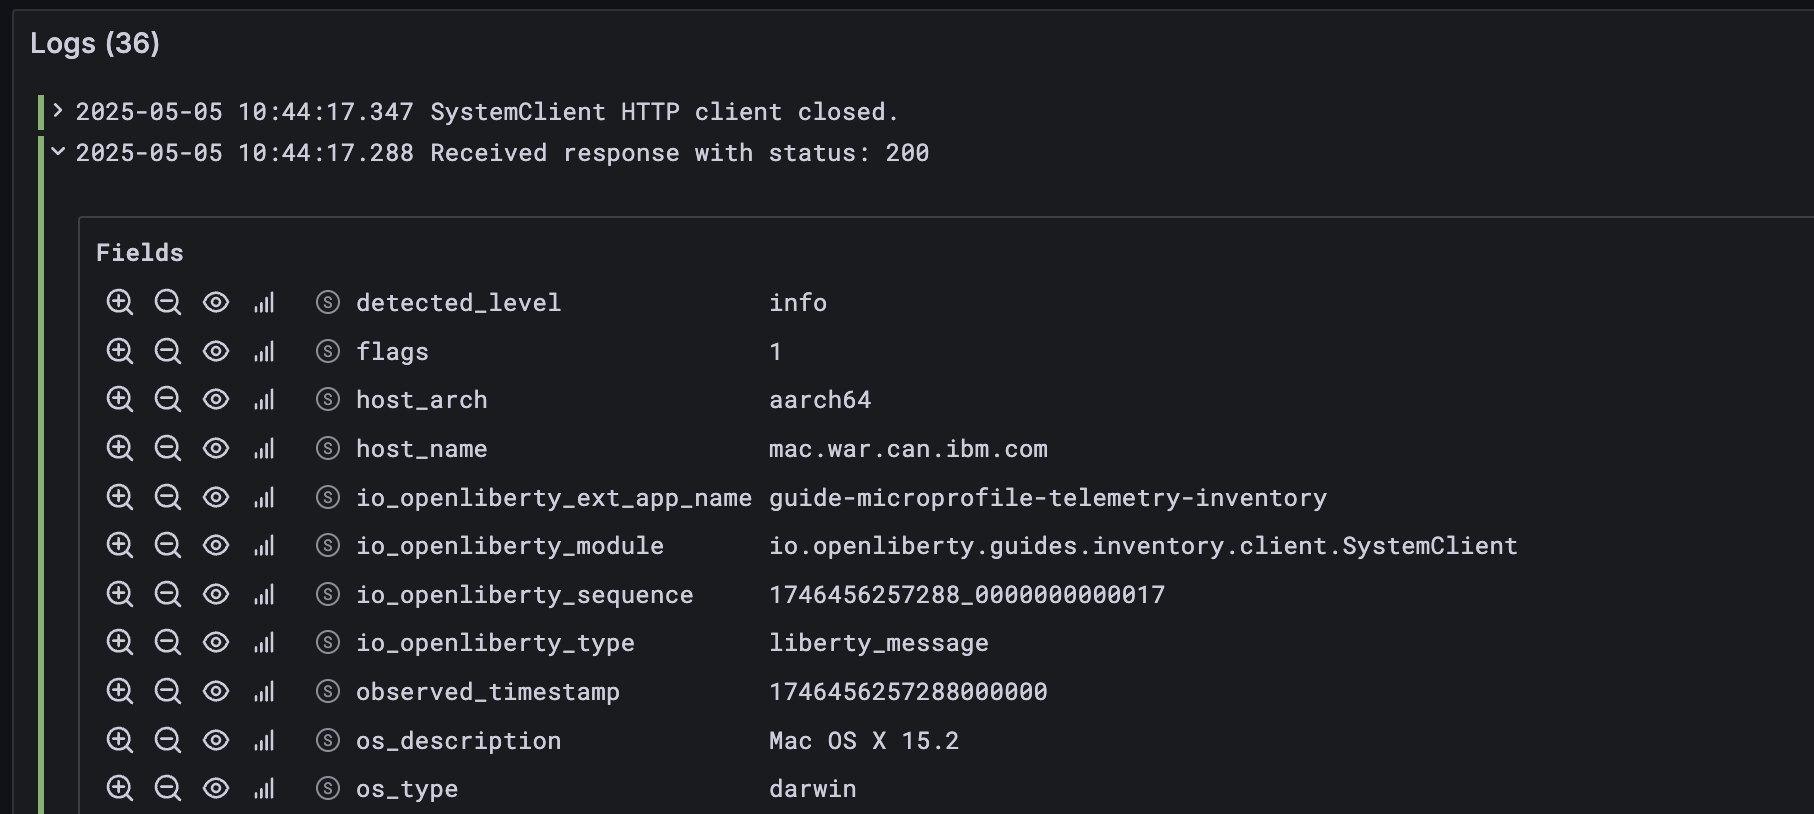 Logs (36)
2025-05-05 10:44:17.347 SystemClient HTTP client closed.
2025-05-05 10:44:17.288 Received response with status: 200
Fields
S detected_level info
S flags 1
S host_arch aarch64
S host_name mac.war.can.ibm.com
S io_openliberty_ext_app_name guide-microprofile-telemetry-inventory
S io_openliberty_module io.openliberty.guides.inventory.client.SystemClient
S io_openliberty_sequence 1746456257288_0000000000017
S io_openliberty_type liberty_message
S observed_timestamp 1746456257288000000
S os_description Mac OS X 15.2
S os_type darwin